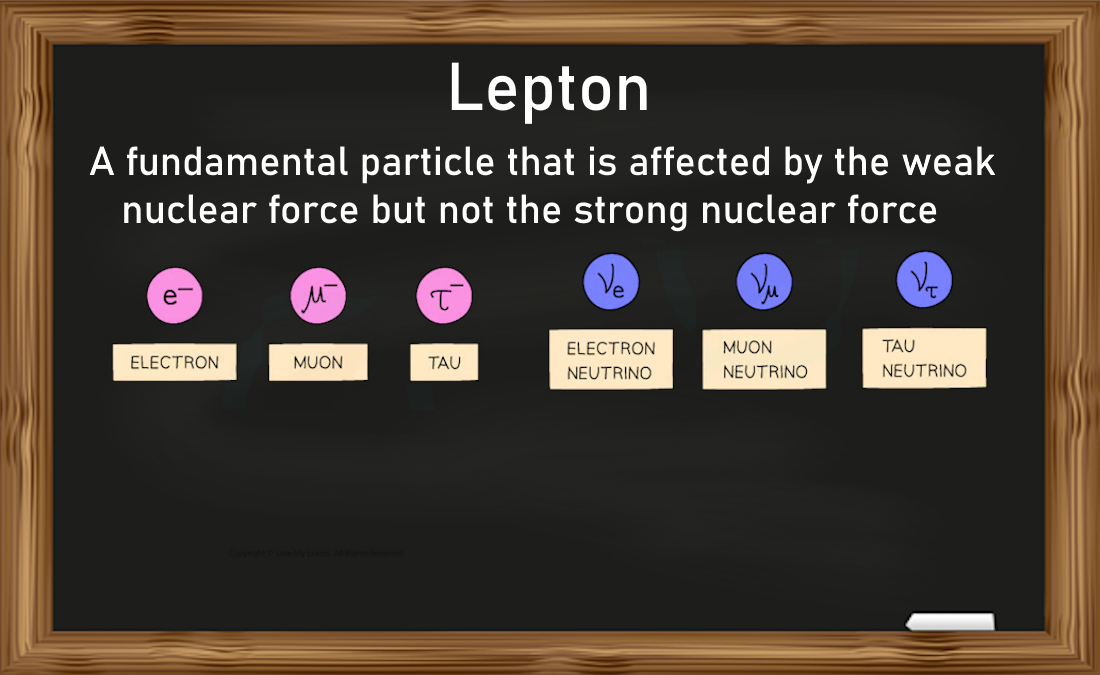 Lepton
A fundamental particle that is affected by the weak
nuclear force but not the strong nuclear force
e⁻ μ⁻ τ⁻ νe νμ ντ
ELECTRON MUON TAU
ELECTRON
NEUTRINO
MUON
NEUTRINO
TAU
NEUTRINO